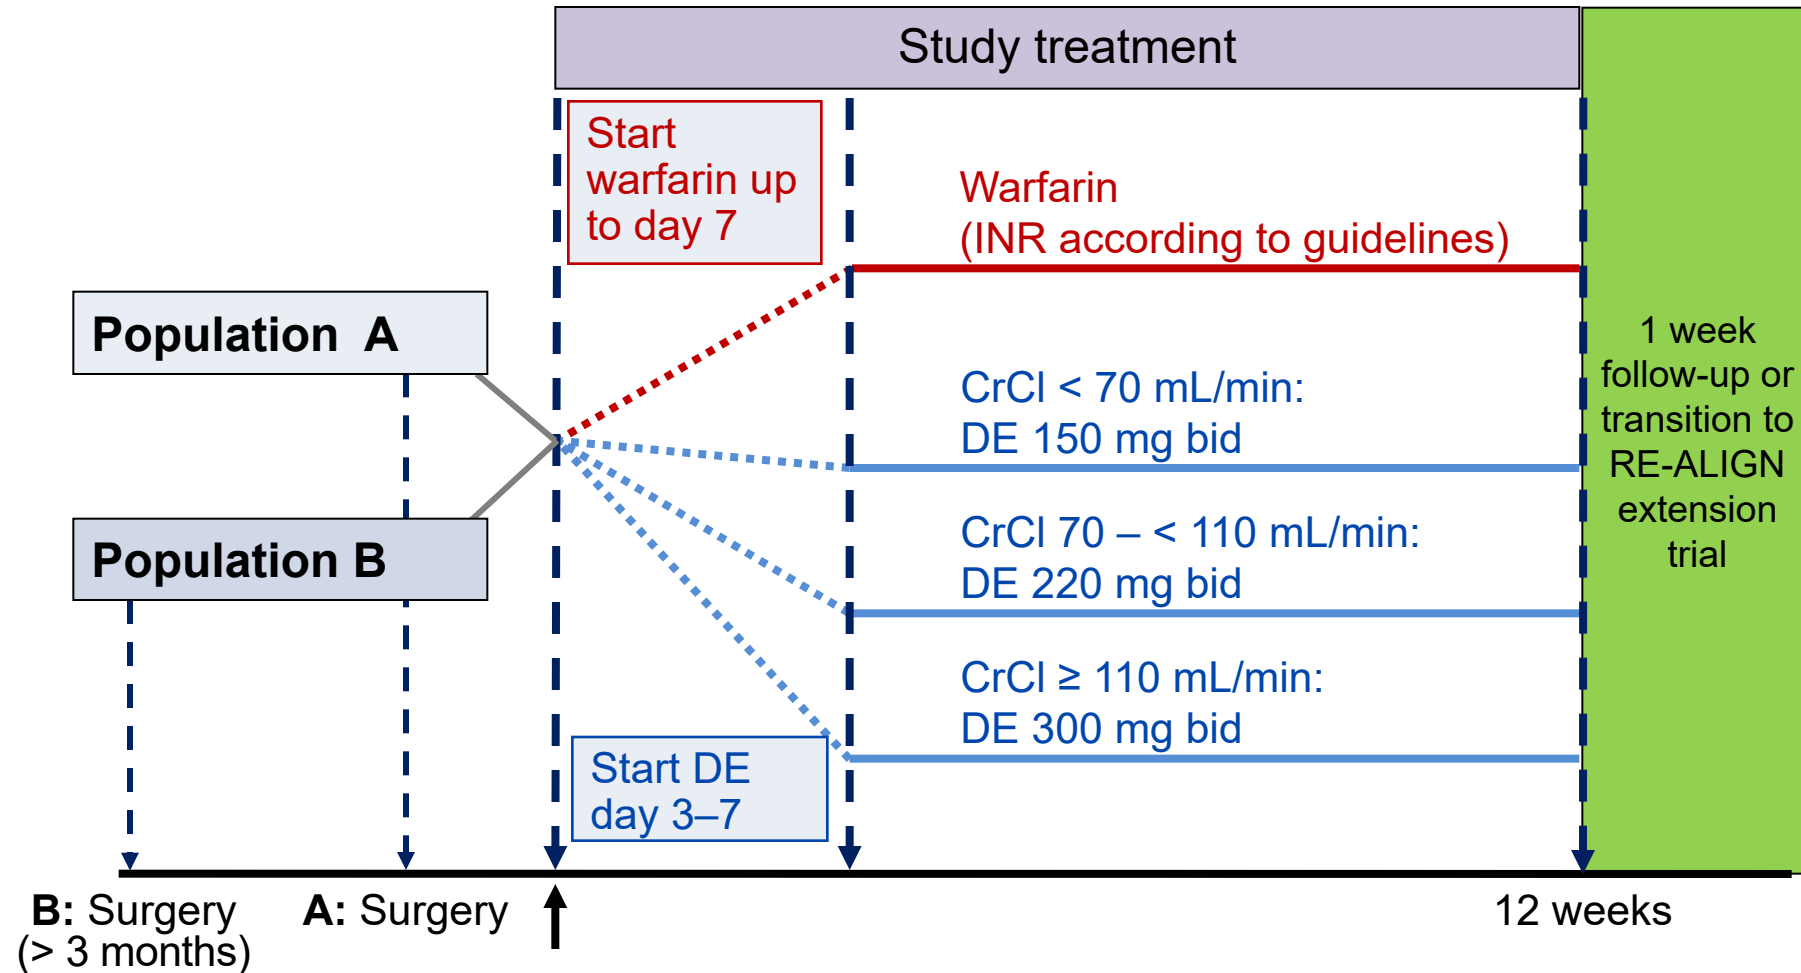 Study treatment
Start
warfarin up
to day 7
Warfarin
(INR according to guidelines)
Population A
Population B
CrCl < 70 mL/min:
DE 150 mg bid
CrCl 70 – < 110 mL/min:
DE 220 mg bid
CrCl ≥ 110 mL/min:
DE 300 mg bid
Start DE
day 3–7
1 week
follow-up or
transition to
RE-ALIGN
extension
trial
B: Surgery
(> 3 months)
A: Surgery
12 weeks